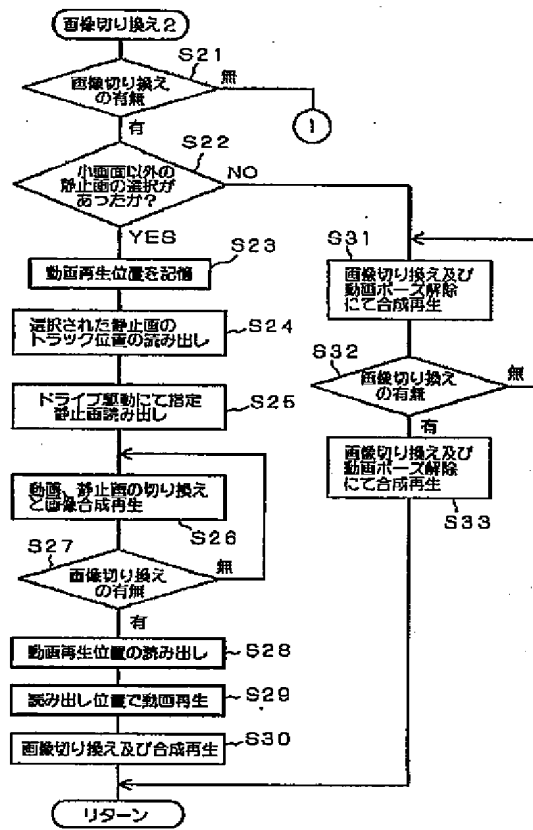 画像切り換え2
S21
画像切り換え
の有無
無
1
有
S22
小画面以外の
静止画の選択が
あったか?
NO
YES
S23
動画再生位置を記憶
S24
選択された静止画の
トラック位置の読み出し
S25
ドライブ駆動にて指定
静止画読み出し
動画、静止画の切り換え
と画像合成再生
S26
S27
画像切り換え
の有無
無
有
動画再生位置の読み出し
S28
読み出し位置で動画再生
S29
画像切り換え及び合成再生
S30
リターン
S31
画像切り換え及び
動画ポーズ解除
にて合成再生
S32
画像切り換え
の有無
無
有
画像切り換え及び
動画ポーズ解除
にて合成再生
S33